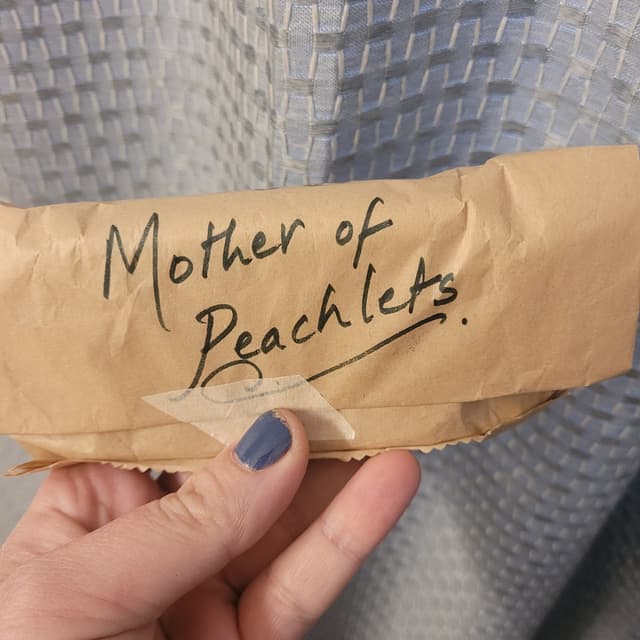 Mother of
Peachlets.